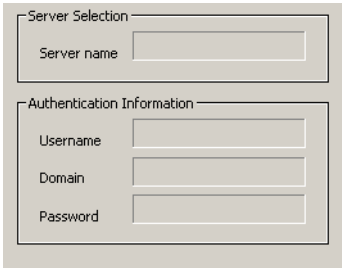 Server Selection
Server name
Authentication Information
Username
Domain
Password